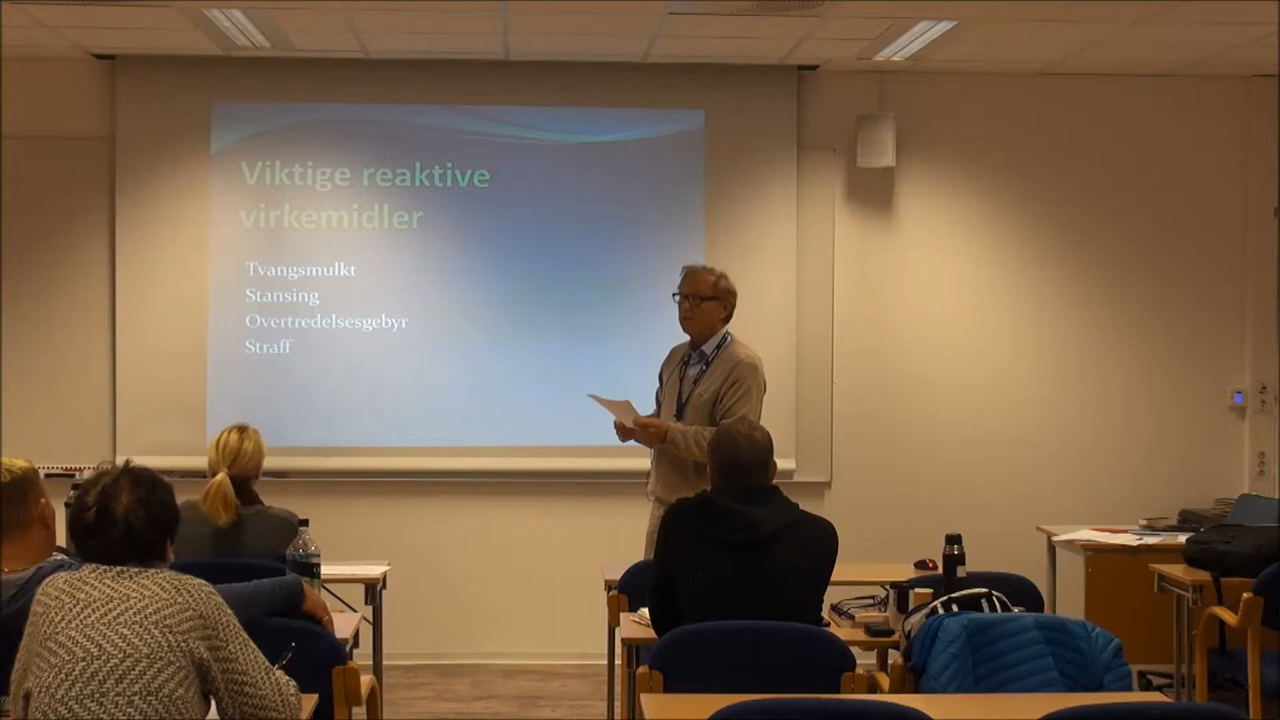 Viktige reaktive
virkemidler
Tvangsmulkt
Stansing
Overtredelsesgebyr
Straff